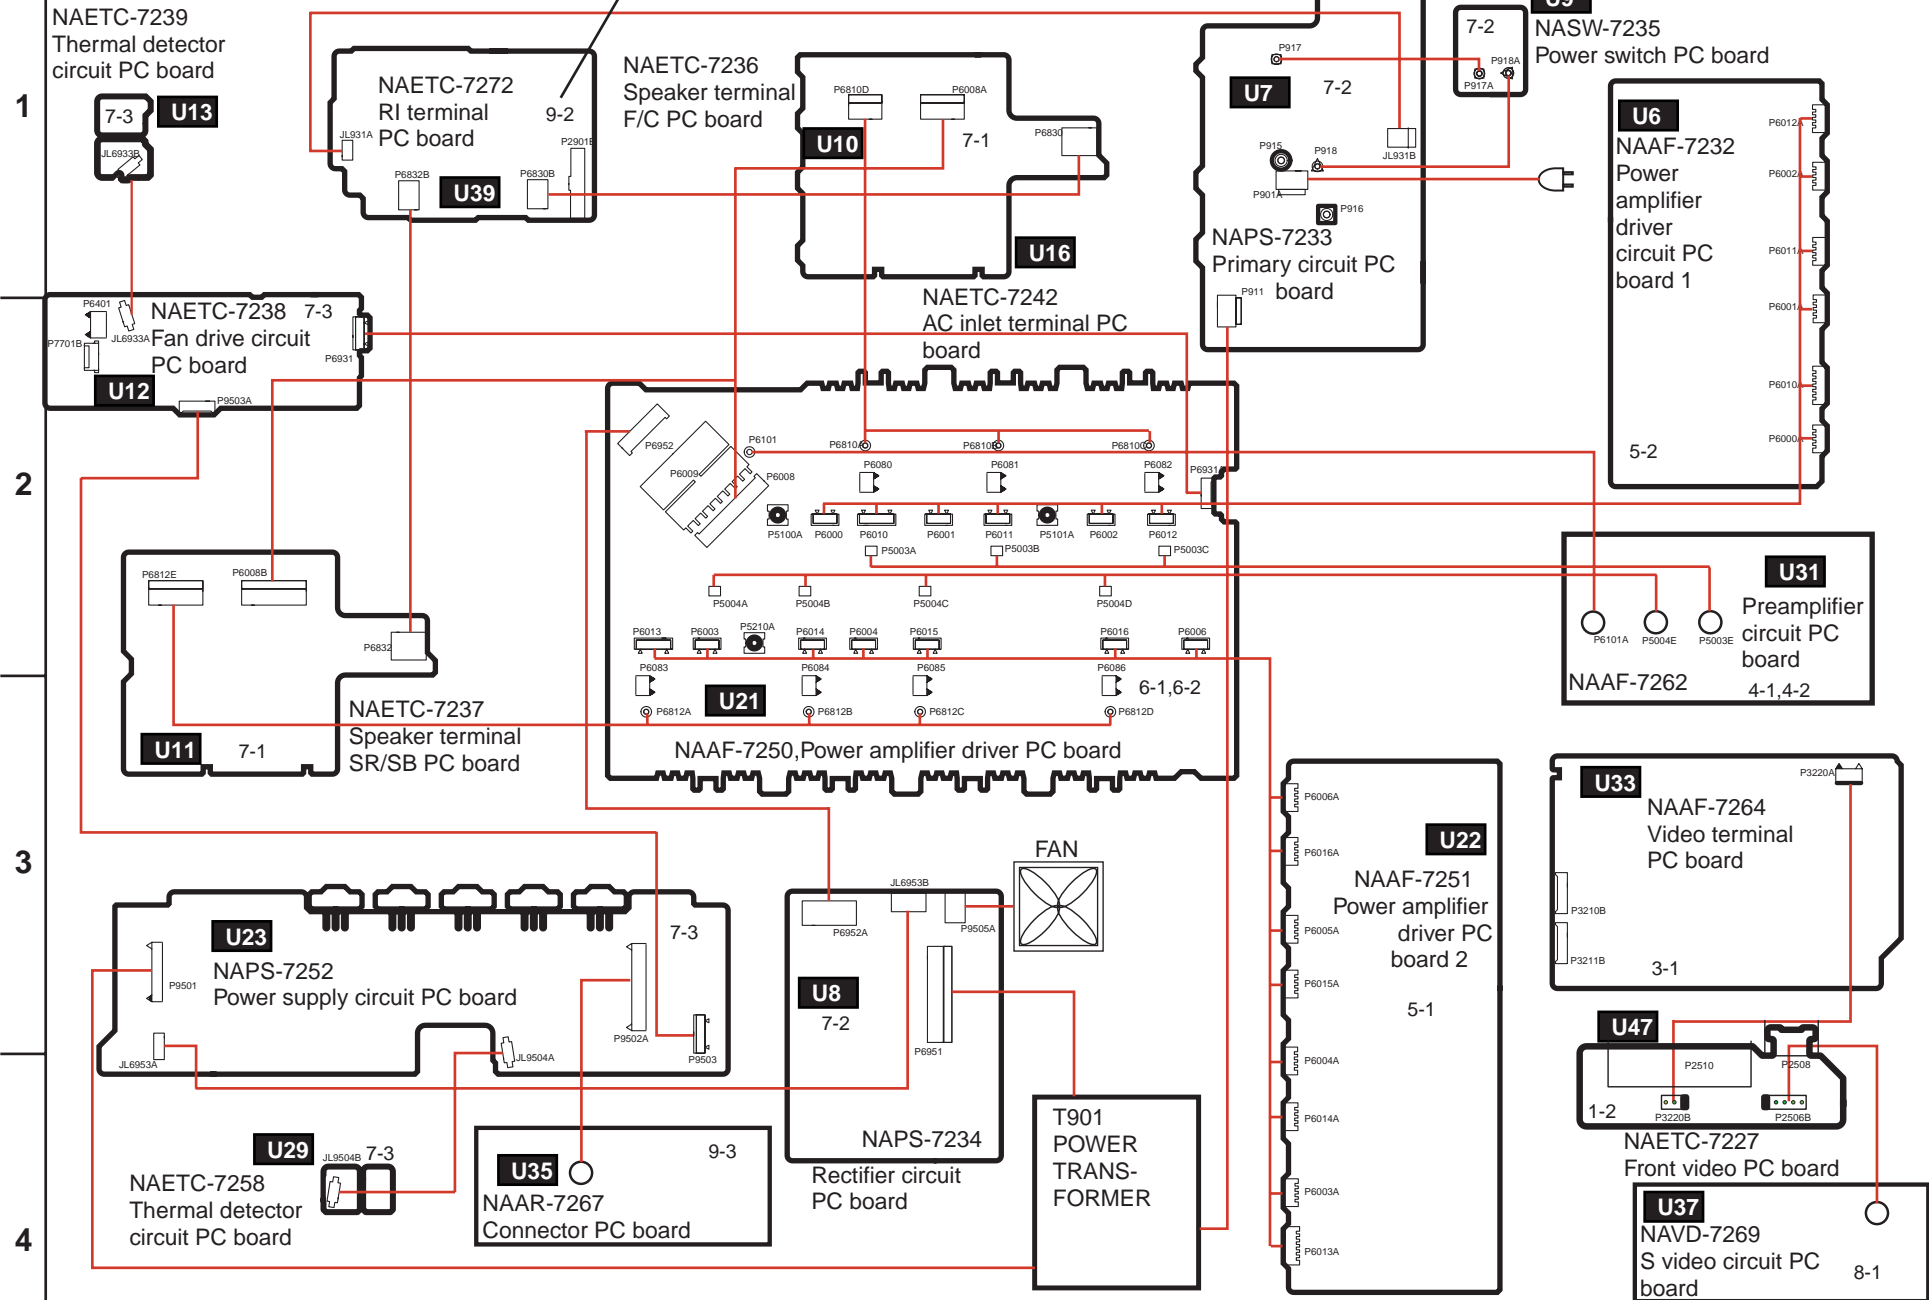 NAETC-7239
Thermal detector
circuit PC board
7-3
U13
JL6933B
1
2
3
4
NAETC-7272
RI terminal
PC board
9-2
JL931A
P6832B
U39
P6830B
NAETC-7236
Speaker terminal
F/C PC board
P6810D
P6008A
U10
7-1
P6830
U16
NAETC-7242
AC inlet terminal PC
board
P917
U7
7-2
P915
P918
JL931B
P901A
P916
NAPS-7233
Primary circuit PC
board
P911
7-2
P918A
P917A
NASW-7235
Power switch PC board
U6
NAAF-7232
Power
amplifier
driver
circuit PC
board 1
5-2
P6012A
P6002A
P6011A
P6001A
P6010A
P6000A
P6401
NAETC-7238
7-3
Fan drive circuit
PC board
JL6933A
P7701B
P6931
U12
P9503A
P6952
P6101
P6009
P6008
P6810A
P6810B
P6810C
P6080
P6081
P6082
P6931A
P5100A
P6000
P6010
P6001
P6011
P5101A
P6002
P6012
P5003A
P5003B
P5003C
P5004A
P5004B
P5004C
P5004D
P6013
P6003
P5210A
P6014
P6004
P6015
P6016
P6006
P6083
P6084
P6085
P6086
U21
6-1,6-2
P6812A
P6812B
P6812C
P6812D
NAAF-7250,Power amplifier driver PC board
P6812E
P6008B
P6832
U11
7-1
NAETC-7237
Speaker terminal
SR/SB PC board
U31
Preamplifier
circuit PC
board
P6101A
P5004E
P5003E
NAAF-7262
4-1,4-2
U33
P3220A
NAAF-7264
Video terminal
PC board
P3210B
P3211B
3-1
P6006A
U22
P6016A
NAAF-7251
Power amplifier
driver PC
board 2
P6005A
P6015A
5-1
P6004A
P6014A
P6003A
P6013A
FAN
U23
7-3
NAPS-7252
Power supply circuit PC board
P9501
P9502A
P9503
JL6953A
JL9504A
JL6953B
P6952A
P9505A
U8
7-2
P6951
NAPS-7234
Rectifier circuit
PC board
T901
POWER
TRANS-
FORMER
U29
JL9504B
7-3
NAETC-7258
Thermal detector
circuit PC board
U35
9-3
NAAR-7267
Connector PC board
U47
P2510
P2508
1-2
P3220B
P2506B
NAETC-7227
Front video PC board
U37
NAVD-7269
S video circuit PC
board
8-1